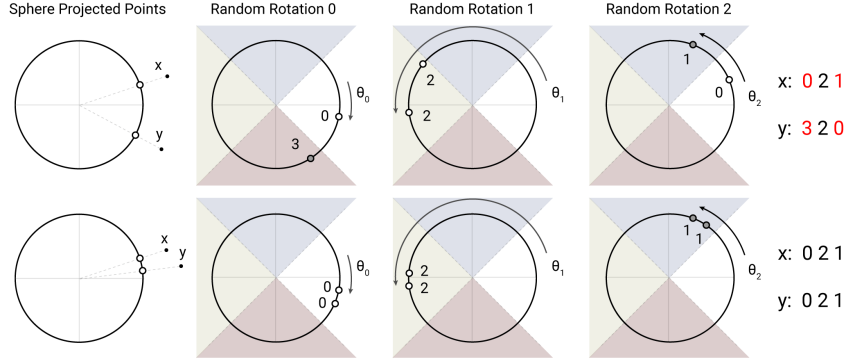 Sphere Projected Points
Random Rotation 0
Random Rotation 1
Random Rotation 2
x
y
0
3
θ0
2
2
θ1
1
0
θ2
x: 0 2 1
y: 3 2 0
x
y
0
0
θ0
2
2
θ1
1
1
θ2
x: 0 2 1
y: 0 2 1